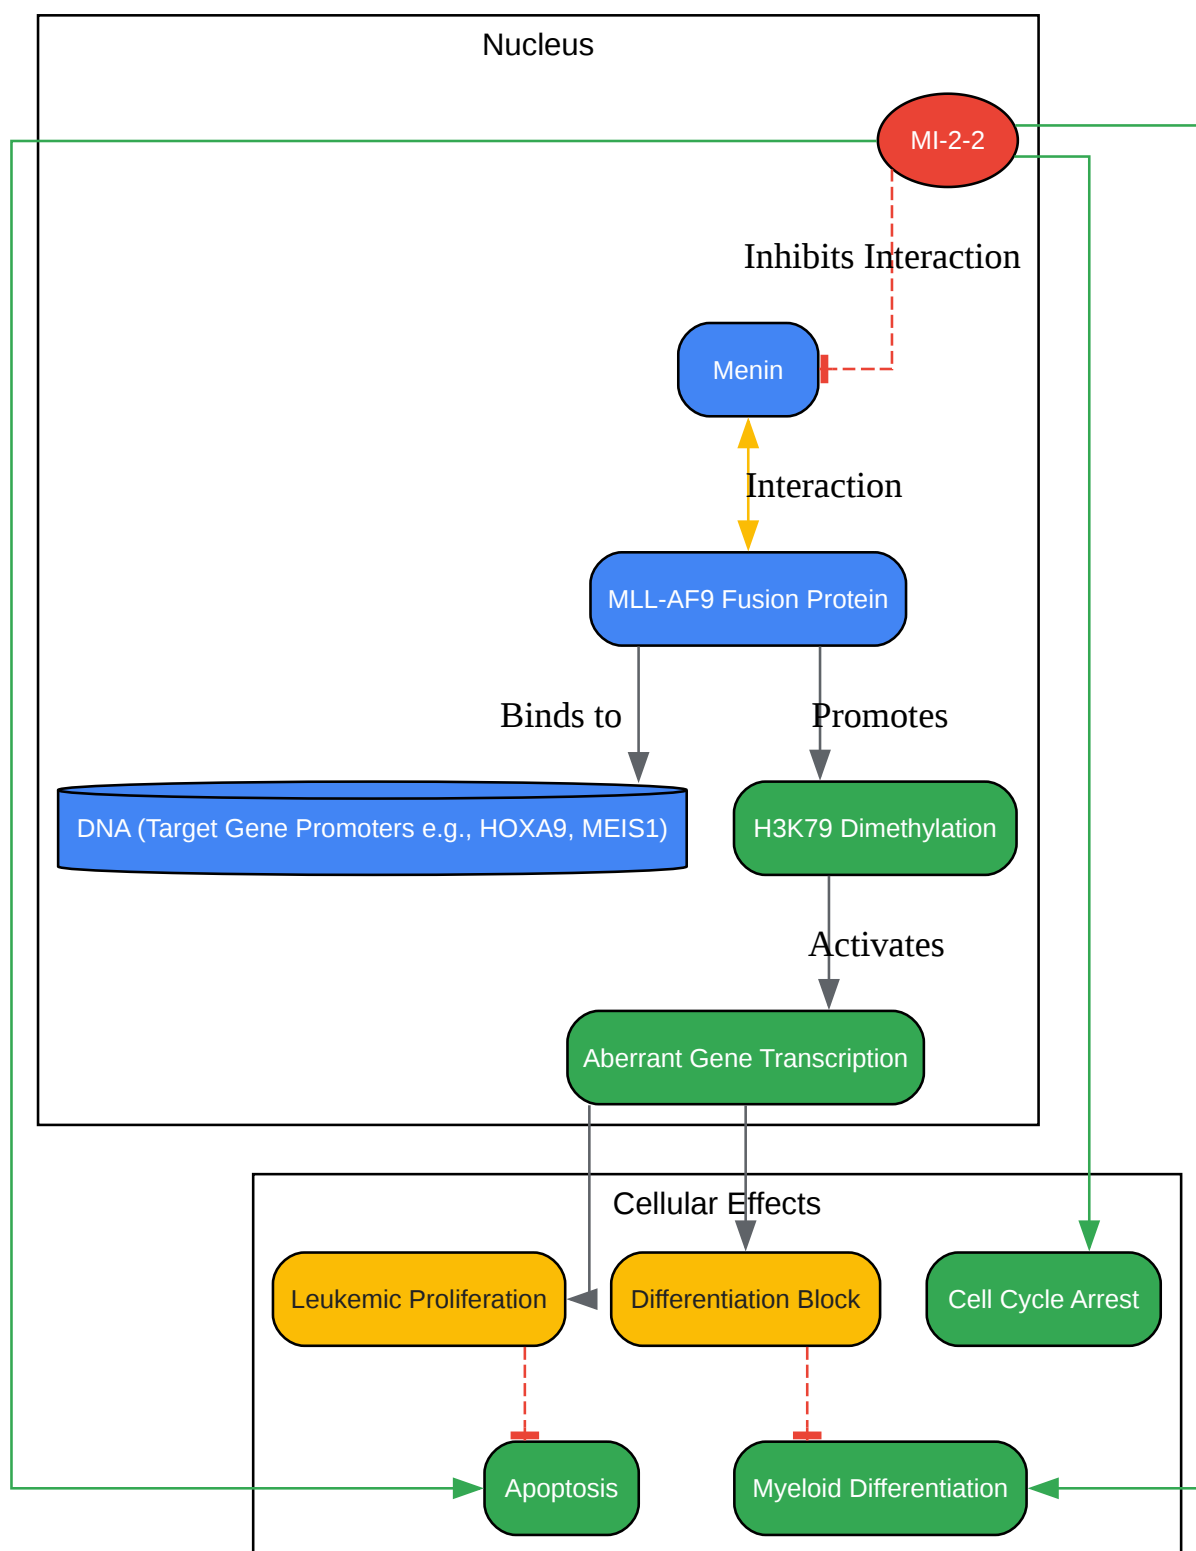 Nucleus
MI-2-2
Inhibits Interaction
Menin
Interaction
MLL-AF9 Fusion Protein
Binds to
Promotes
DNA (Target Gene Promoters e.g., HOXA9, MEIS1)
H3K79 Dimethylation
Activates
Aberrant Gene Transcription
Cellular Effects
Leukemic Proliferation
Differentiation Block
Cell Cycle Arrest
Apoptosis
Myeloid Differentiation